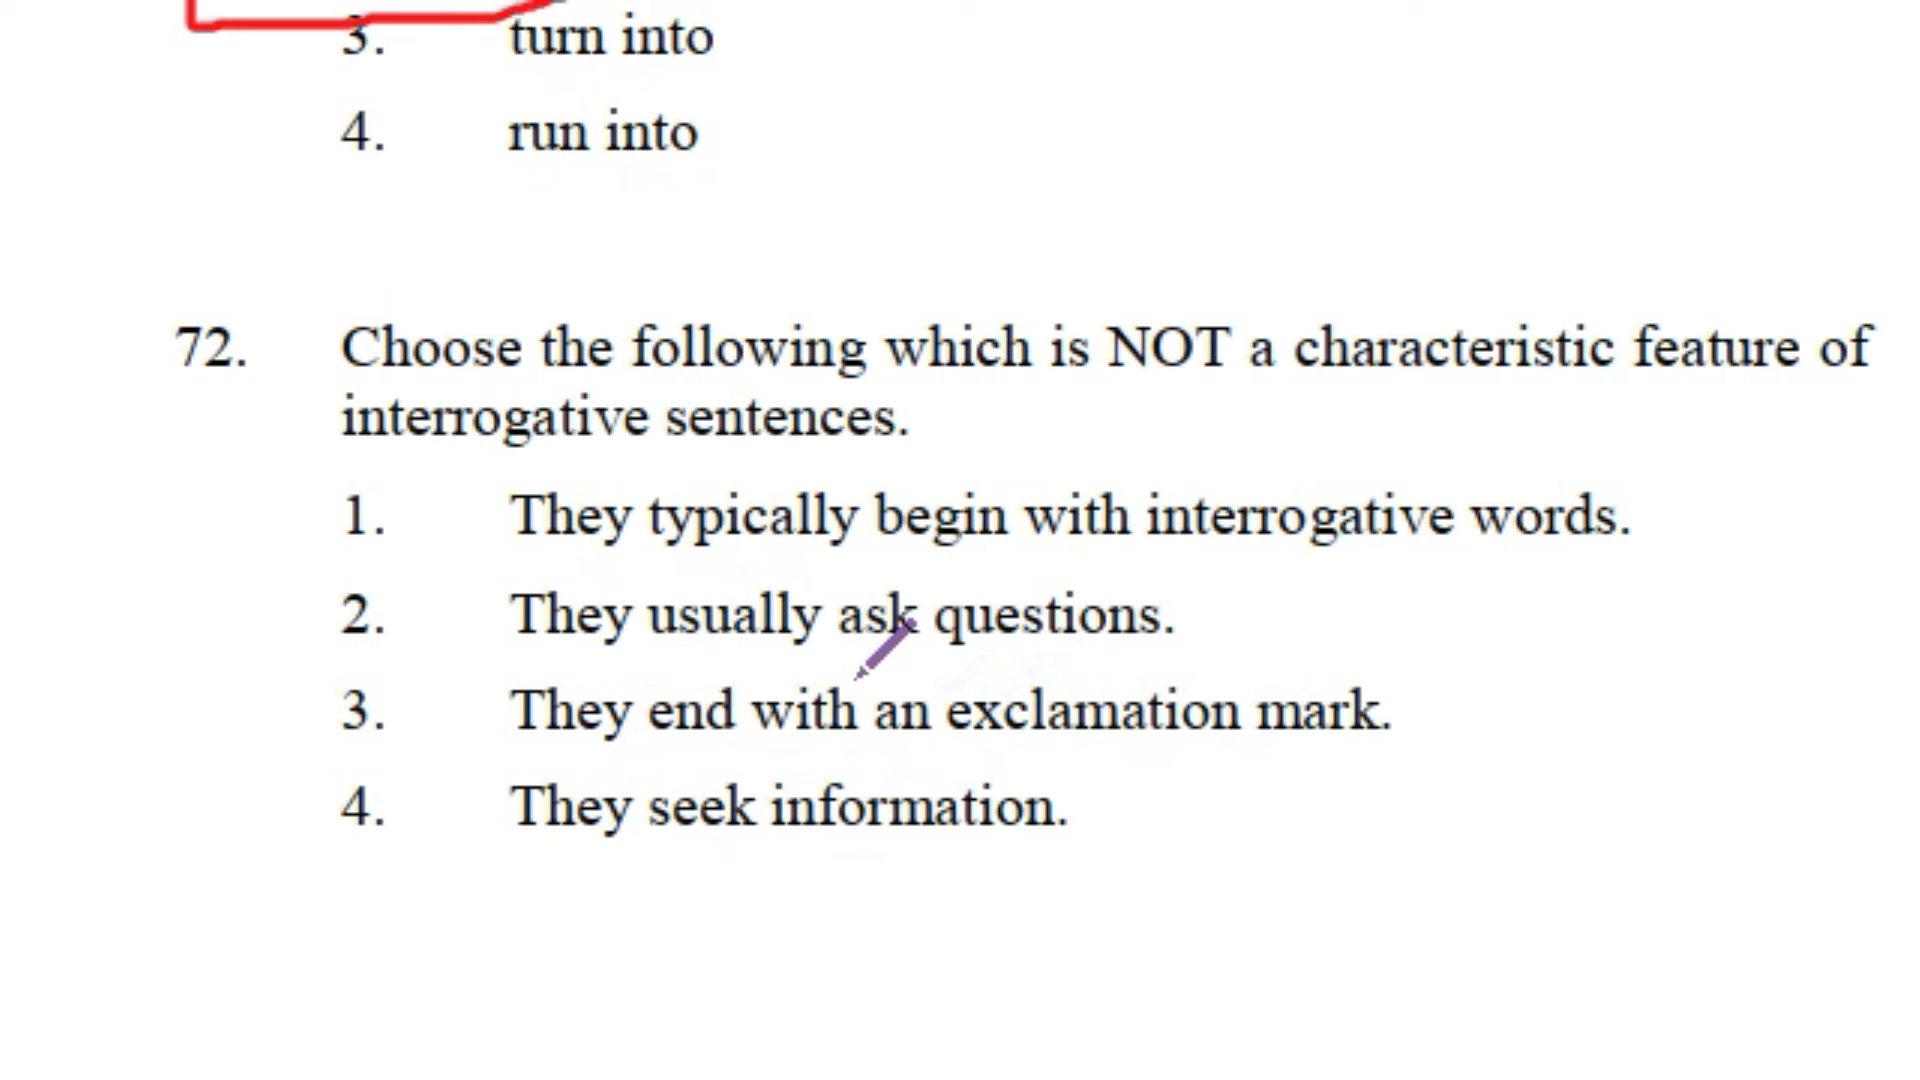 3. turn into
4. run into
72. Choose the following which is NOT a characteristic feature of
interrogative sentences.
1. They typically begin with interrogative words.
2. They usually ask questions.
3. They end with an exclamation mark.
4. They seek information.